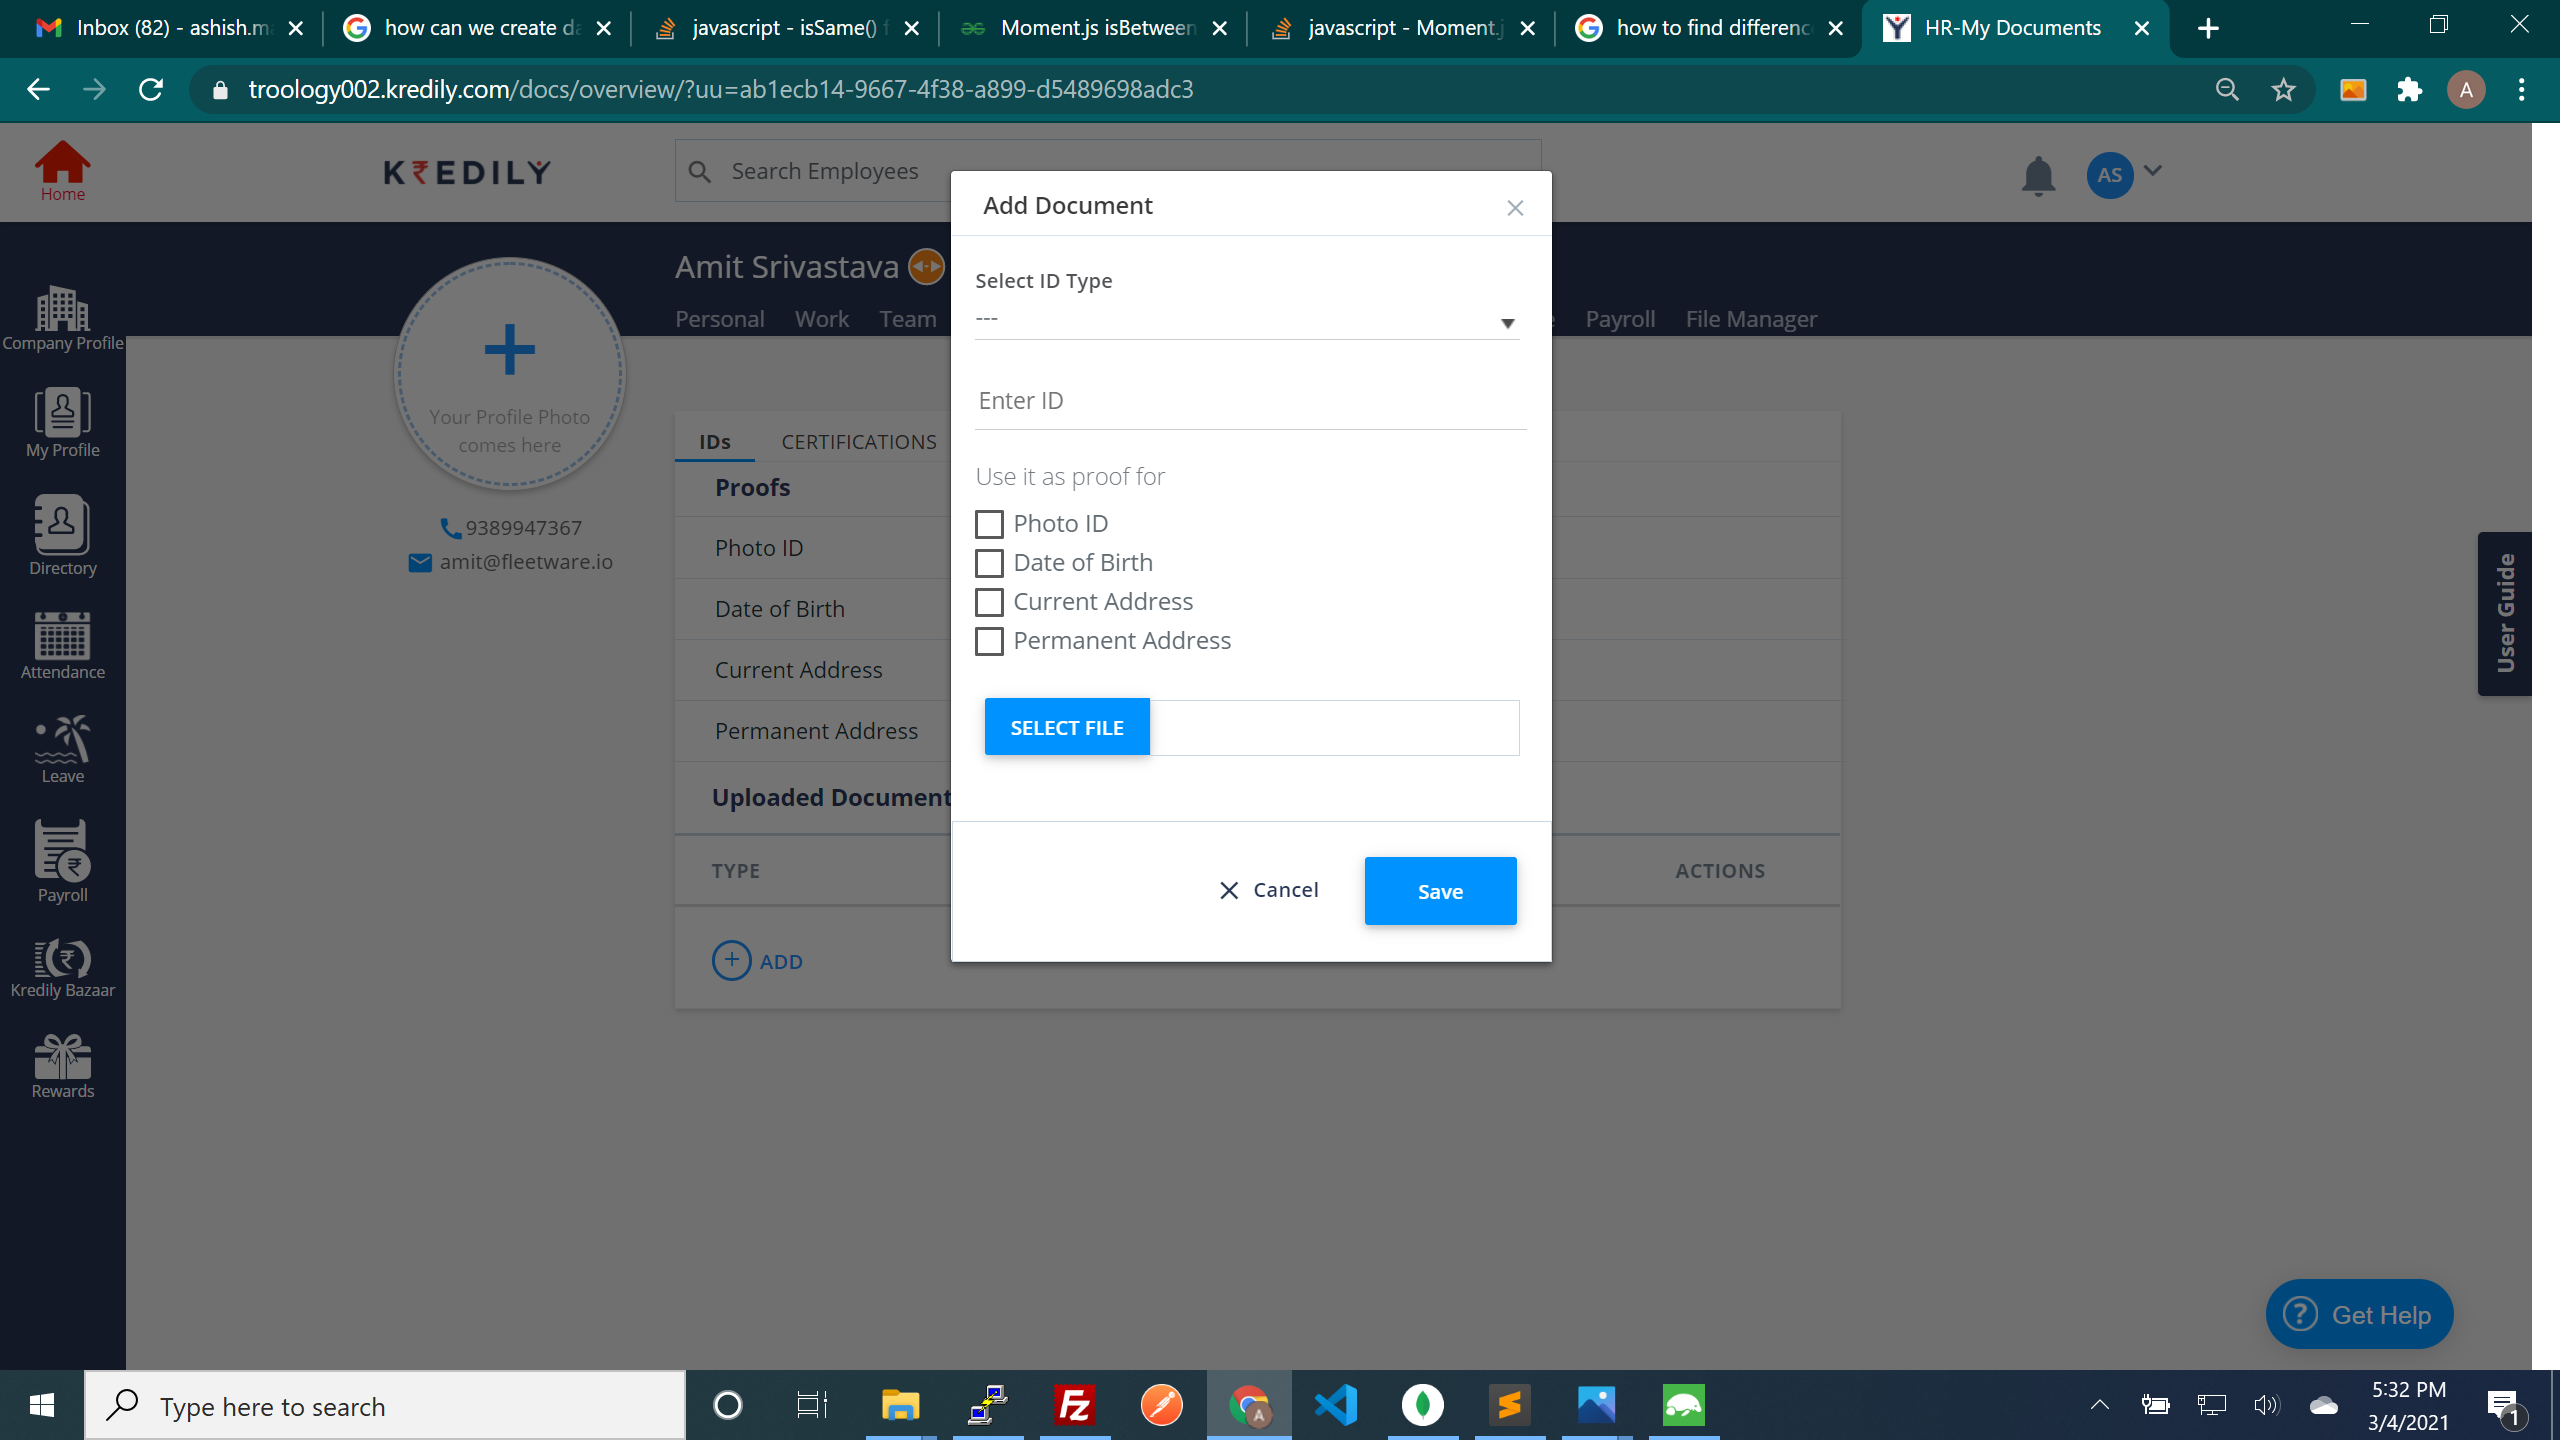 Inbox (82) - ashish.ma
how can we create da
javascript - isSame() f
Moment.js isBetween
javascript - Moment.j
how to find differenc
HR-My Documents
troology002.kredily.com/docs/overview/?uu=ab1ecb14-9667-4f38-a899-d5489698adc3
A
Home
KREDILY
Search Employees
AS
Amit Srivastava
Personal Work Team
Payroll File Manager
Company Profile
My Profile
Directory
Attendance
Leave
Payroll
Kredily Bazaar
Rewards
Your Profile Photo
comes here
9389947367
amit@fleetware.io
IDs CERTIFICATIONS
Proofs
Photo ID
Date of Birth
Current Address
Permanent Address
Uploaded Document
TYPE ACTIONS
+ ADD
Add Document
Select ID Type
---
Enter ID
Use it as proof for
Photo ID
Date of Birth
Current Address
Permanent Address
SELECT FILE
Cancel
Save
User Guide
? Get Help
Type here to search
Fz
A
5:32 PM
3/4/2021
1